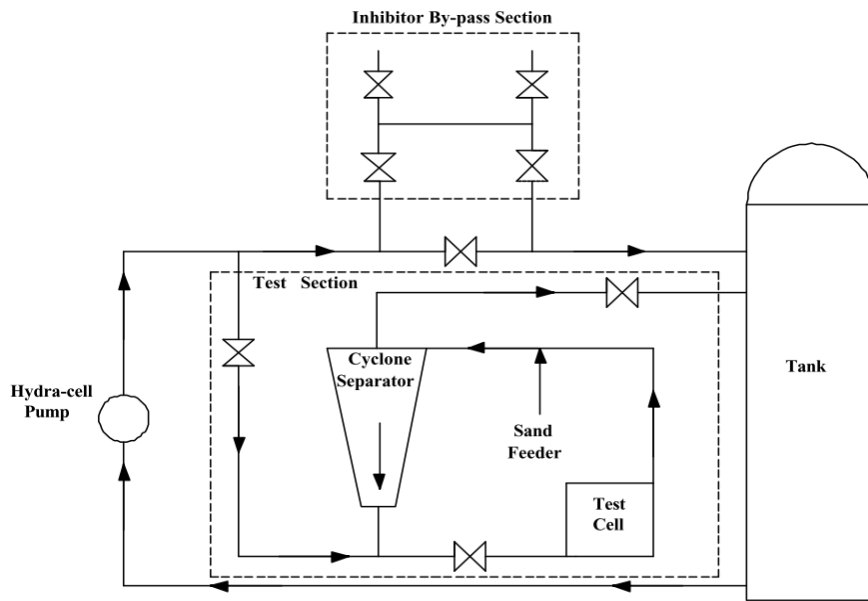 Inhibitor By-pass Section
Test Section
Cyclone
Separator
Tank
Hydra-cell
Pump
Sand
Feeder
Test
Cell